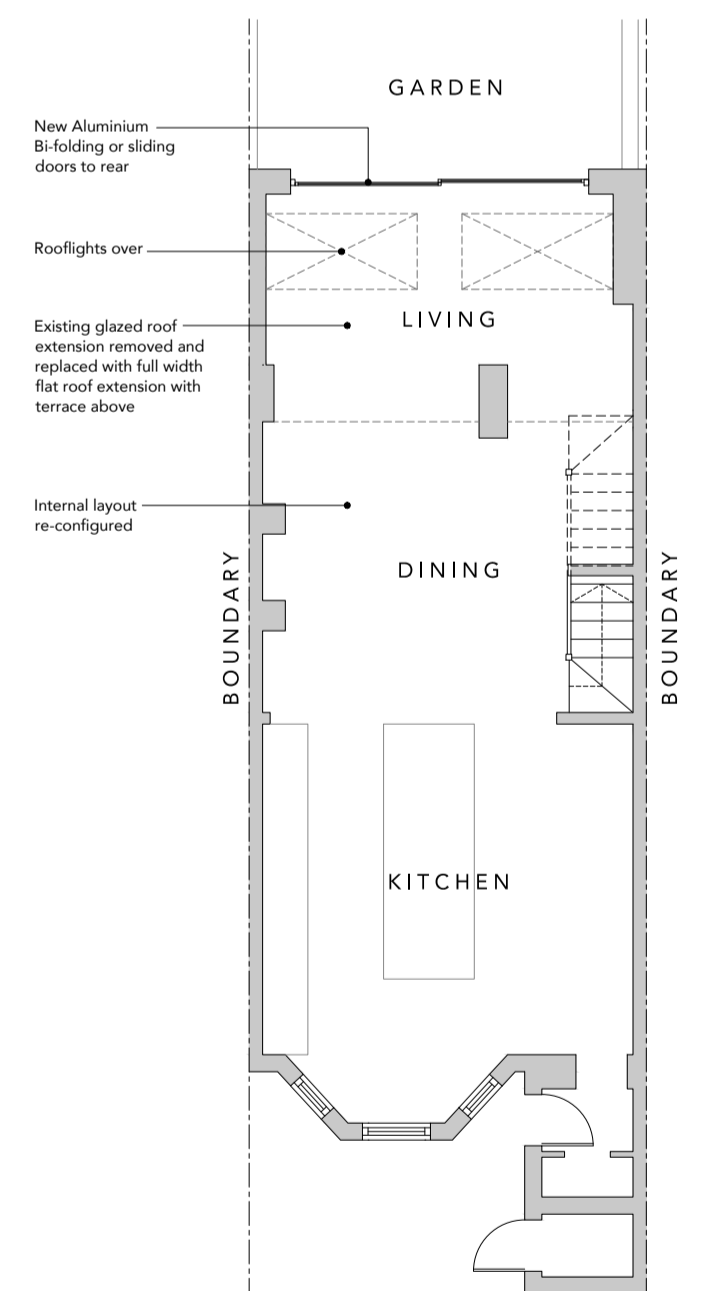 GARDEN
New Aluminium
Bi-folding or sliding
doors to rear
Rooflights over
LIVING
Existing glazed roof
extension removed and
replaced with full width
flat roof extension with
terrace above
Internal layout
re-configured
DINING
BOUNDARY
BOUNDARY
KITCHEN